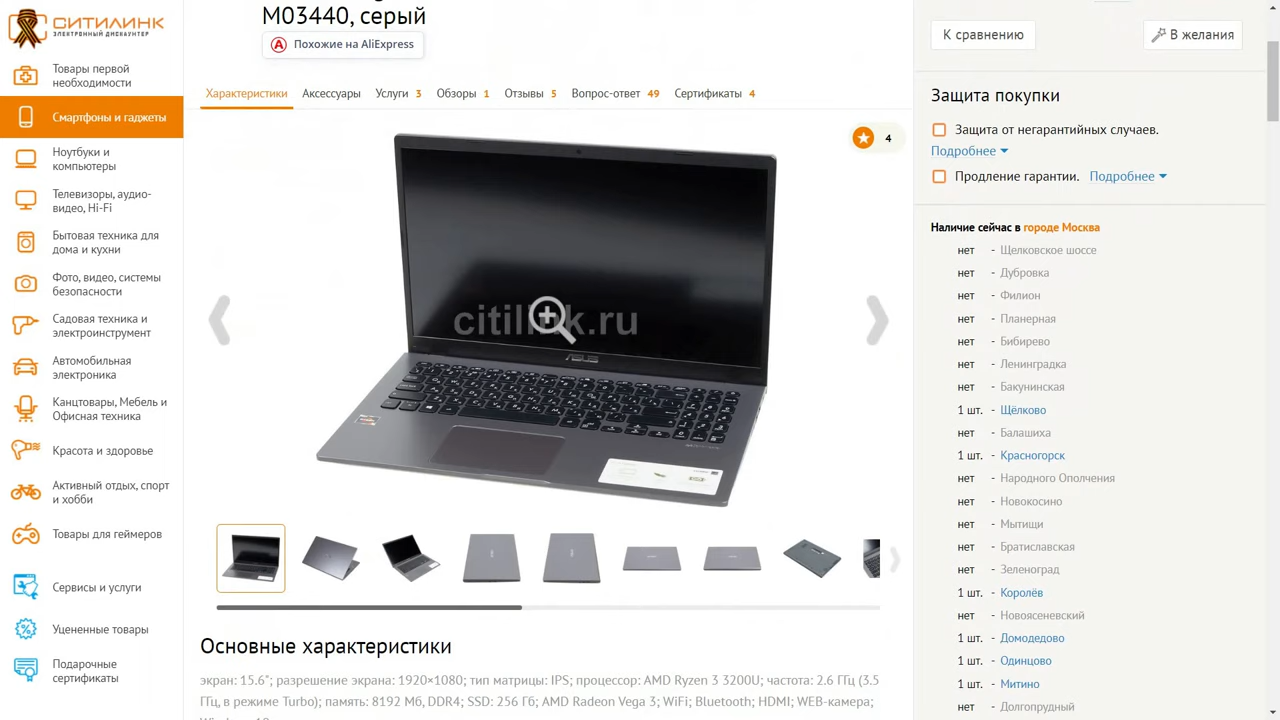 СИТИЛИНК
ЭЛЕКТРОННЫЙ ДИСКАУНТЕР
Товары первой
необходимости
Смартфоны и гаджеты
Ноутбуки и
компьютеры
Телевизоры, аудио-
видео, Hi-Fi
Бытовая техника для
дома и кухни
Фото, видео, системы
безопасности
Садовая техника и
электроинструмент
Автомобильная
электроника
Канцтовары, Мебель и
Офисная техника
Красота и здоровье
Активный отдых, спорт
и хобби
Товары для геймеров
Сервисы и услуги
Уцененные товары
Подарочные
сертификаты
M03440, серый
Похожие на AliExpress
Характеристики Аксессуары Услуги 3 Обзоры 1 Отзывы 5 Вопрос-ответ 49 Сертификаты 4
4
citilink.ru
ASUS
Основные характеристики
экран: 15.6"; разрешение экрана: 1920×1080; тип матрицы: IPS; процессор: AMD Ryzen 3 3200U; частота: 2.6 ГГц (3.5
ГГц, в режиме Turbo); память: 8192 Мб, DDR4; SSD: 256 Гб; AMD Radeon Vega 3; WiFi; Bluetooth; HDMI; WEB-камера;
К сравнению
В желания
Защита покупки
Защита от негарантийных случаев.
Подробнее
Продление гарантии. Подробнее
Наличие сейчас в городе Москва
нет - Щелковское шоссе
нет - Дубровка
нет - Филион
нет - Планерная
нет - Бибирево
нет - Ленинградка
нет - Бакунинская
1 шт. - Щёлково
нет - Балашиха
1 шт. - Красногорск
нет - Народного Ополчения
нет - Новокосино
нет - Мытищи
нет - Братиславская
нет - Зеленоград
1 шт. - Королёв
нет - Новоясеневский
1 шт. - Домодедово
1 шт. - Одинцово
1 шт. - Митино
нет - Долгопрудный